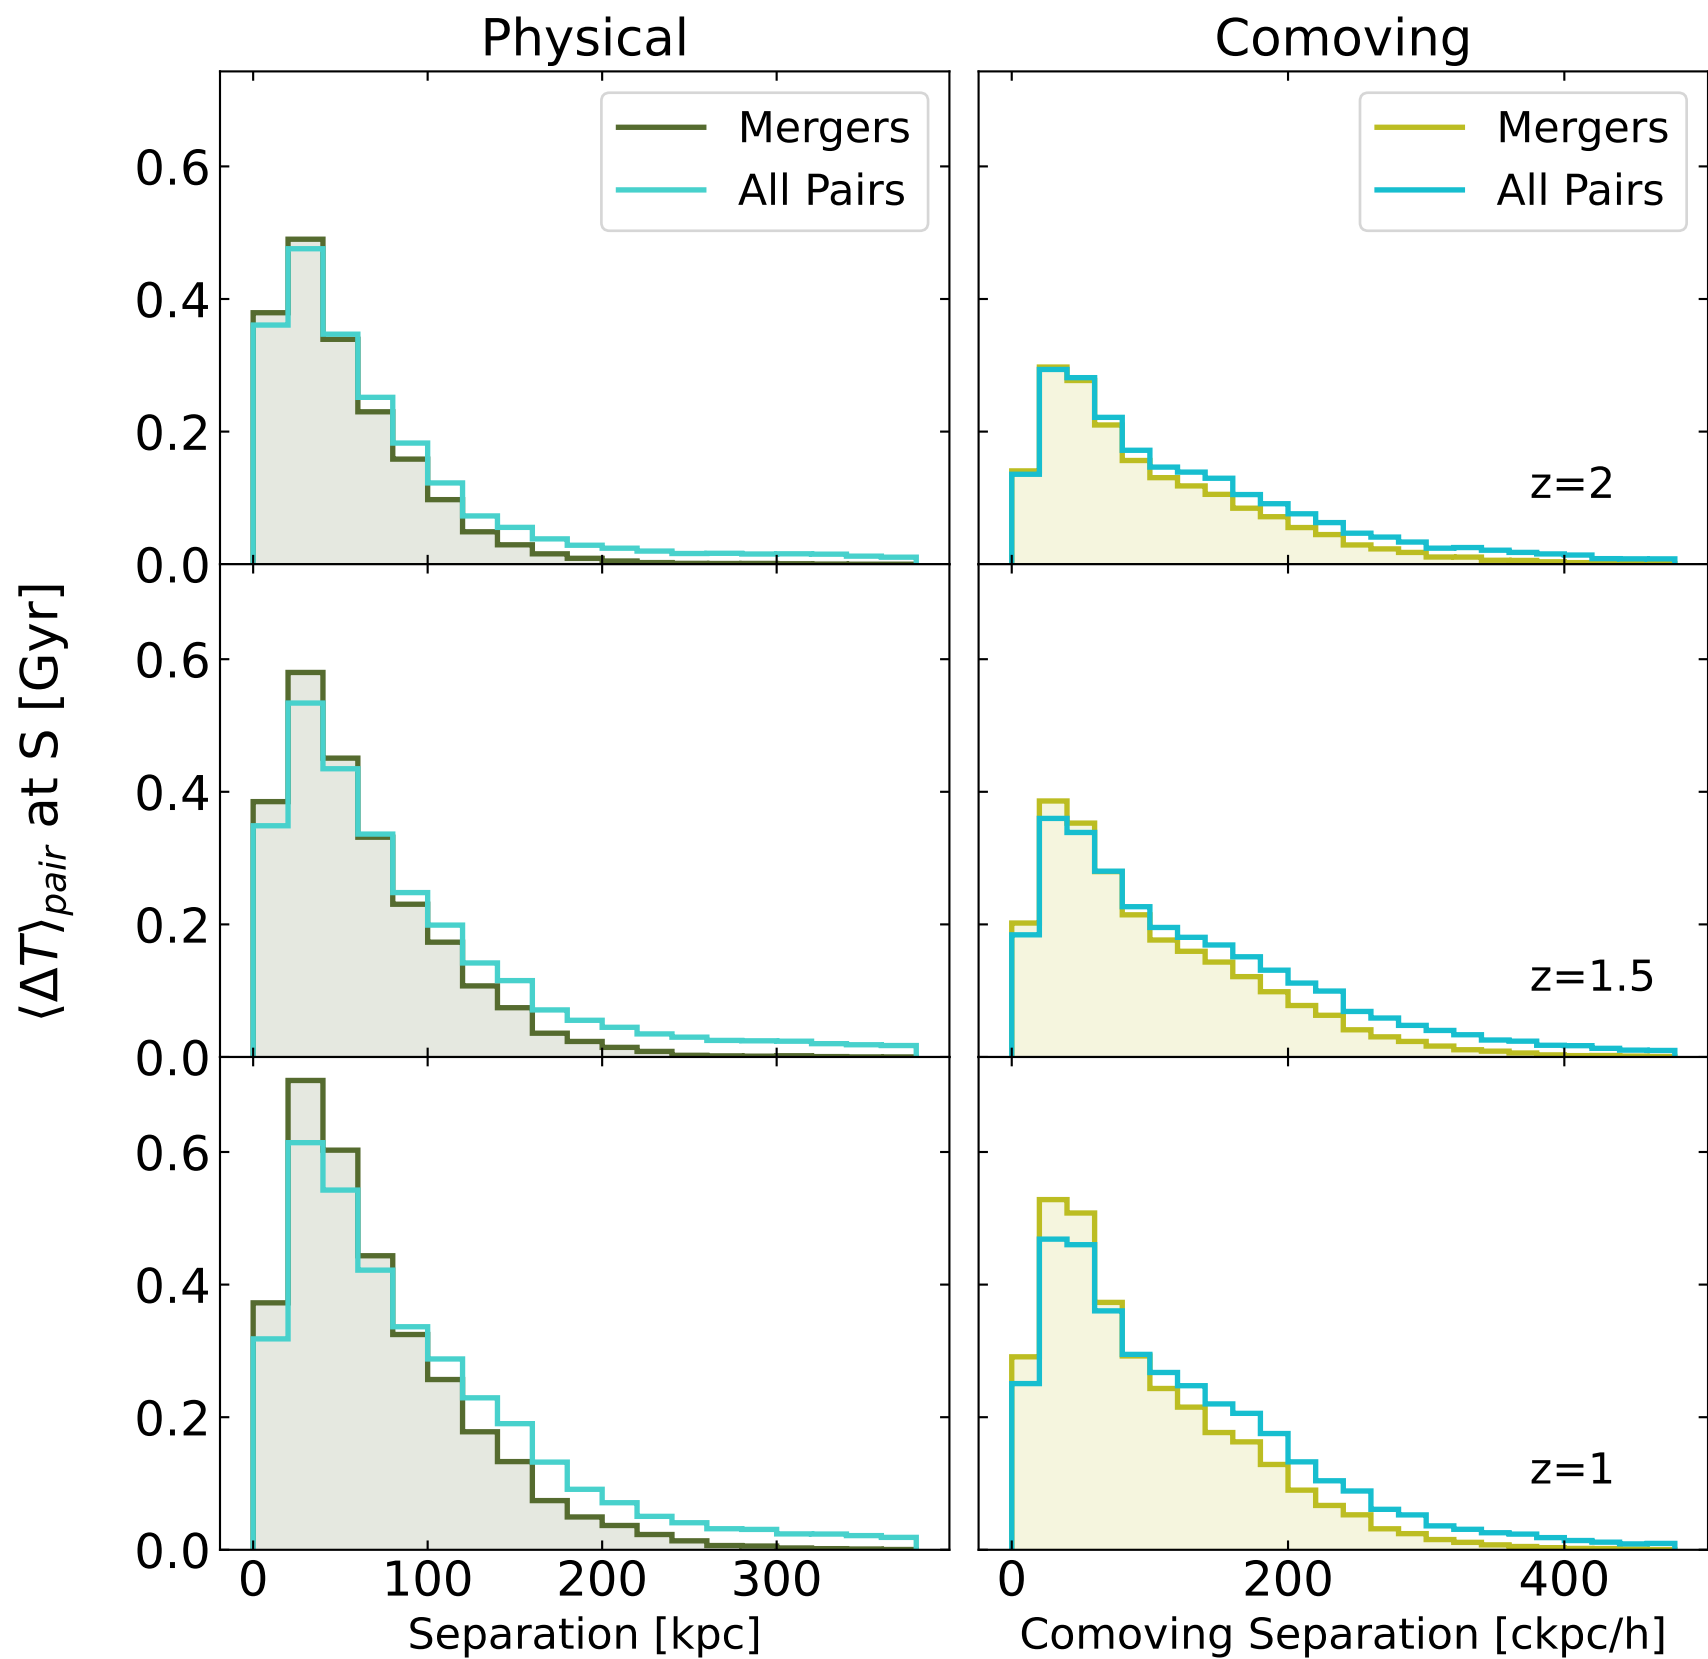 Physical
Comoving
Mergers
All Pairs
Mergers
All Pairs
0.6
0.4
0.2
0.0
z=2
⟨ΔT⟩pair at S [Gyr]
0.6
0.4
0.2
0.0
z=1.5
0.6
0.4
0.2
0.0
z=1
0 100 200 300
0 200 400
Separation [kpc]
Comoving Separation [ckpc/h]